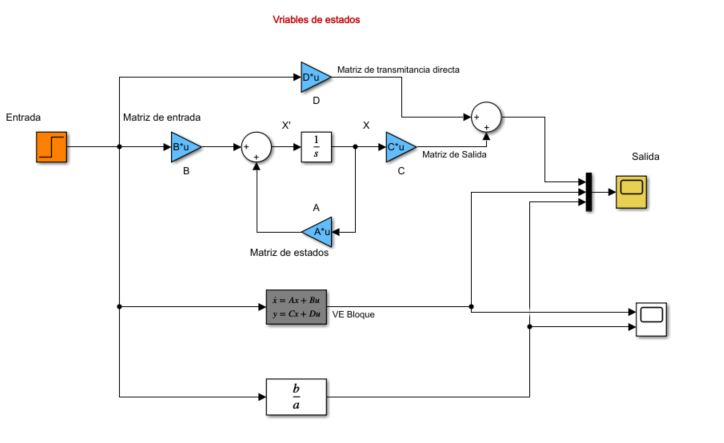 Vriables de estados
D*u
Matriz de transmitancia directa
D
Entrada
Matriz de entrada
X'
X
+
+
B*u
+
+
1
s
C*u
Matriz de Salida
Salida
B
C
A
A*u
Matriz de estados
ẋ = Ax + Bu
y = Cx + Du
VE Bloque
b
a